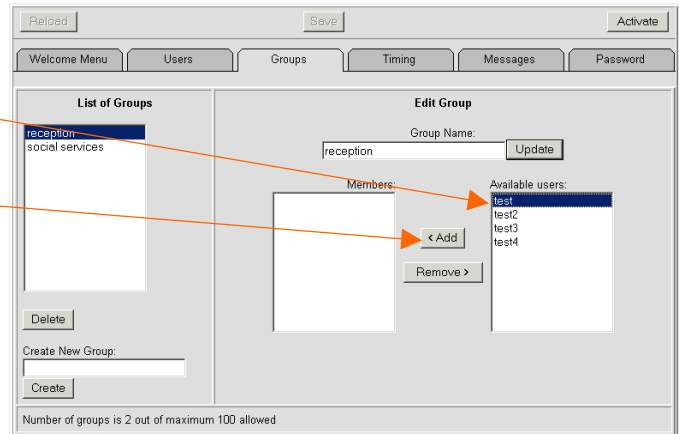 Reload Save Activate
Welcome Menu Users Groups Timing Messages Password
List of Groups
reception
social services
Delete
Create New Group:
Create
Edit Group
Group Name:
reception Update
Members:
< Add
Remove >
Available users:
test
test2
test3
test4
Number of groups is 2 out of maximum 100 allowed